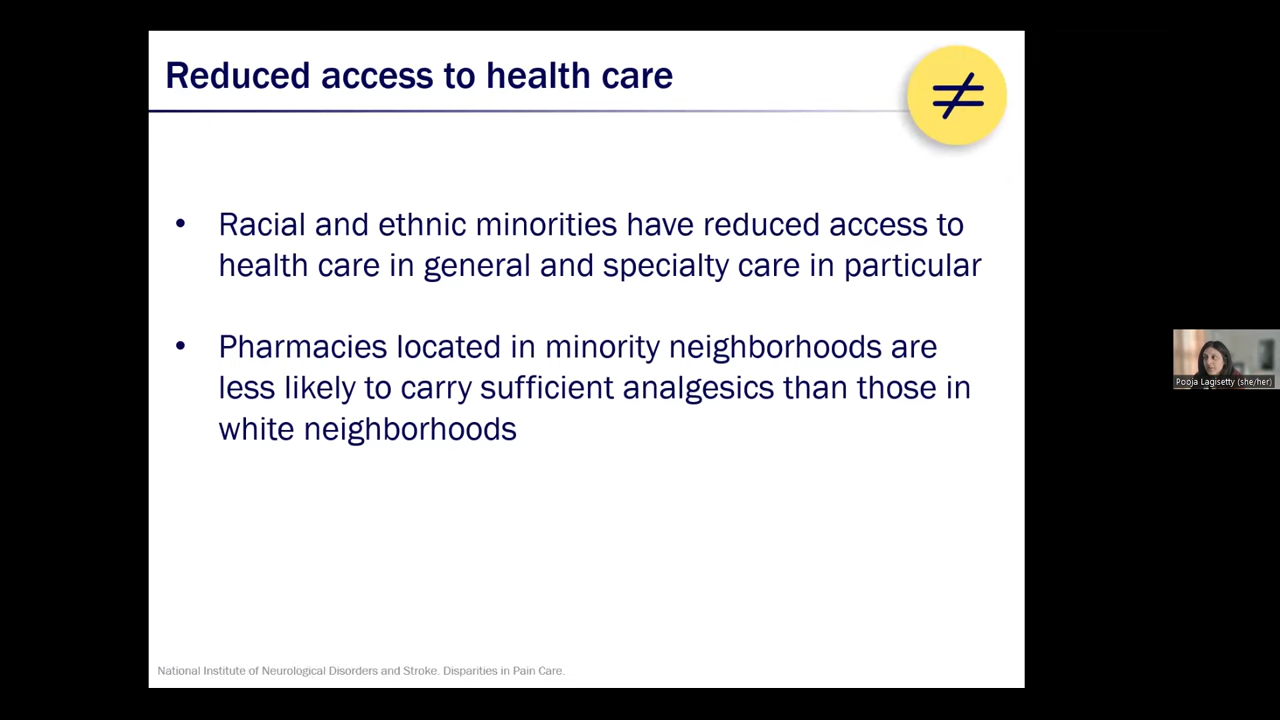 Reduced access to health care
≠
• Racial and ethnic minorities have reduced access to
health care in general and specialty care in particular
• Pharmacies located in minority neighborhoods are
less likely to carry sufficient analgesics than those in
white neighborhoods
Pooja Lagisetty (she/her)
National Institute of Neurological Disorders and Stroke. Disparities in Pain Care.